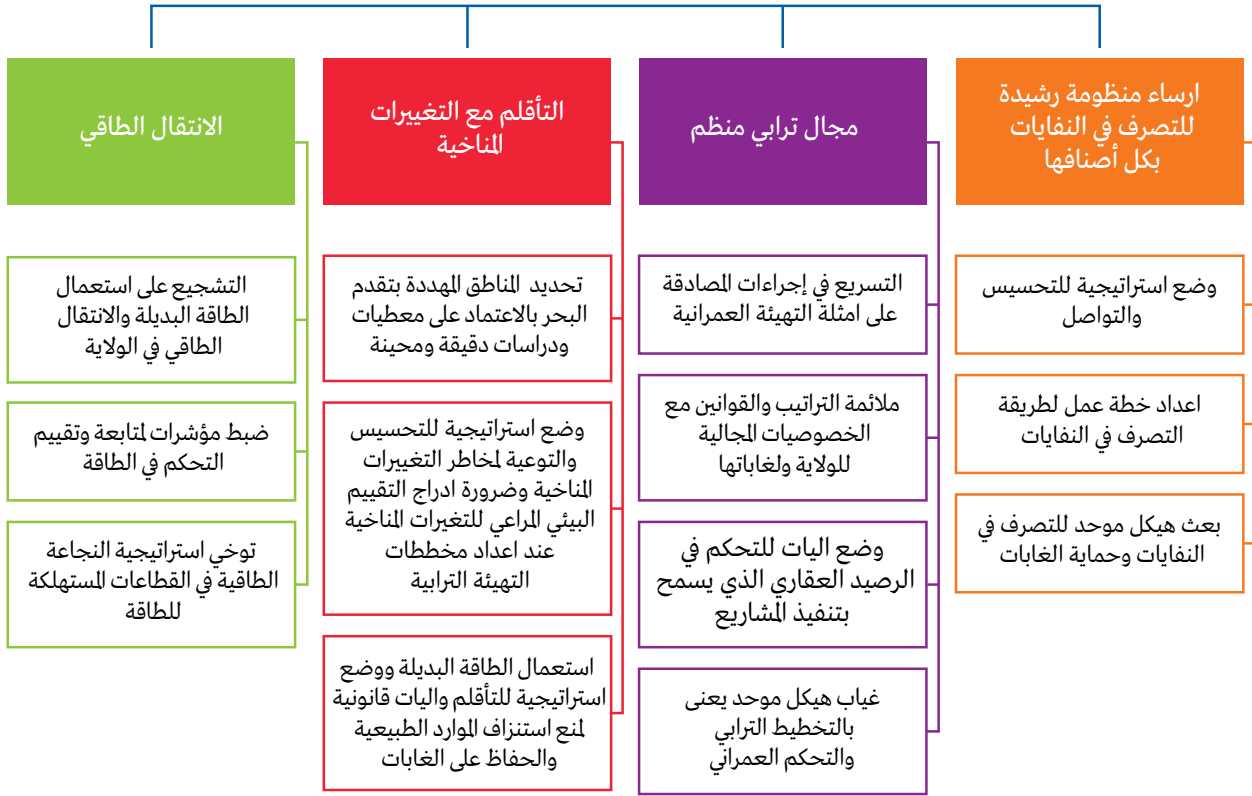 ارساء منظومة رشيدة
للتصرف في النفايات
بكل أصنافها
وضع استراتيجية للتحسيس
والتواصل
اعداد خطة عمل لطريقة
التصرف في النفايات
بعث هيكل موحد للتصرف في
النفايات وحماية الغابات
مجال ترابي منظم
التسريع في إجراءات المصادقة
على امثلة التهيئة العمرانية
ملائمة التراتيب والقوانين مع
الخصوصيات المجالية
للولاية ولغاباتها
وضع اليات للتحكم في
الرصيد العقاري الذي يسمح
بتنفيذ المشاريع
غياب هيكل موحد يعنى
بالتخطيط الترابي
والتحكم العمراني
التأقلم مع التغييرات
المناخية
تحديد المناطق المهددة بتقدم
البحر بالاعتماد على معطيات
ودراسات دقيقة ومحينة
وضع استراتيجية للتحسيس
والتوعية لمخاطر التغييرات
المناخية وضرورة ادراج التقييم
البيئي المراعي للتغيرات المناخية
عند اعداد مخططات
التهيئة الترابية
استعمال الطاقة البديلة ووضع
استراتيجية للتأقلم واليات قانونية
لمنع استنزاف الموارد الطبيعية
والحفاظ على الغابات
الانتقال الطاقي
التشجيع على استعمال
الطاقة البديلة والانتقال
الطاقي في الولاية
ضبط مؤشرات لمتابعة وتقييم
التحكم في الطاقة
توخي استراتيجية النجاعة
الطاقية في القطاعات المستهلكة
للطاقة